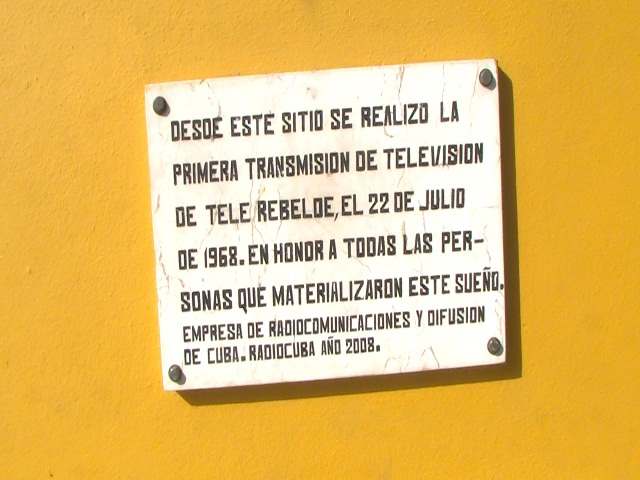 DESDE ESTE SITIO SE REALIZO LA
PRIMERA TRANSMISION DE TELEVISION
DE TELE REBELDE, EL 22 DE JULIO
DE 1968. EN HONOR A TODAS LAS PER-
SONAS QUE MATERIALIZARON ESTE SUEÑO.
EMPRESA DE RADIOCOMUNICACIONES Y DIFUSION
DE CUBA. RADIOCUBA AÑO 2008.